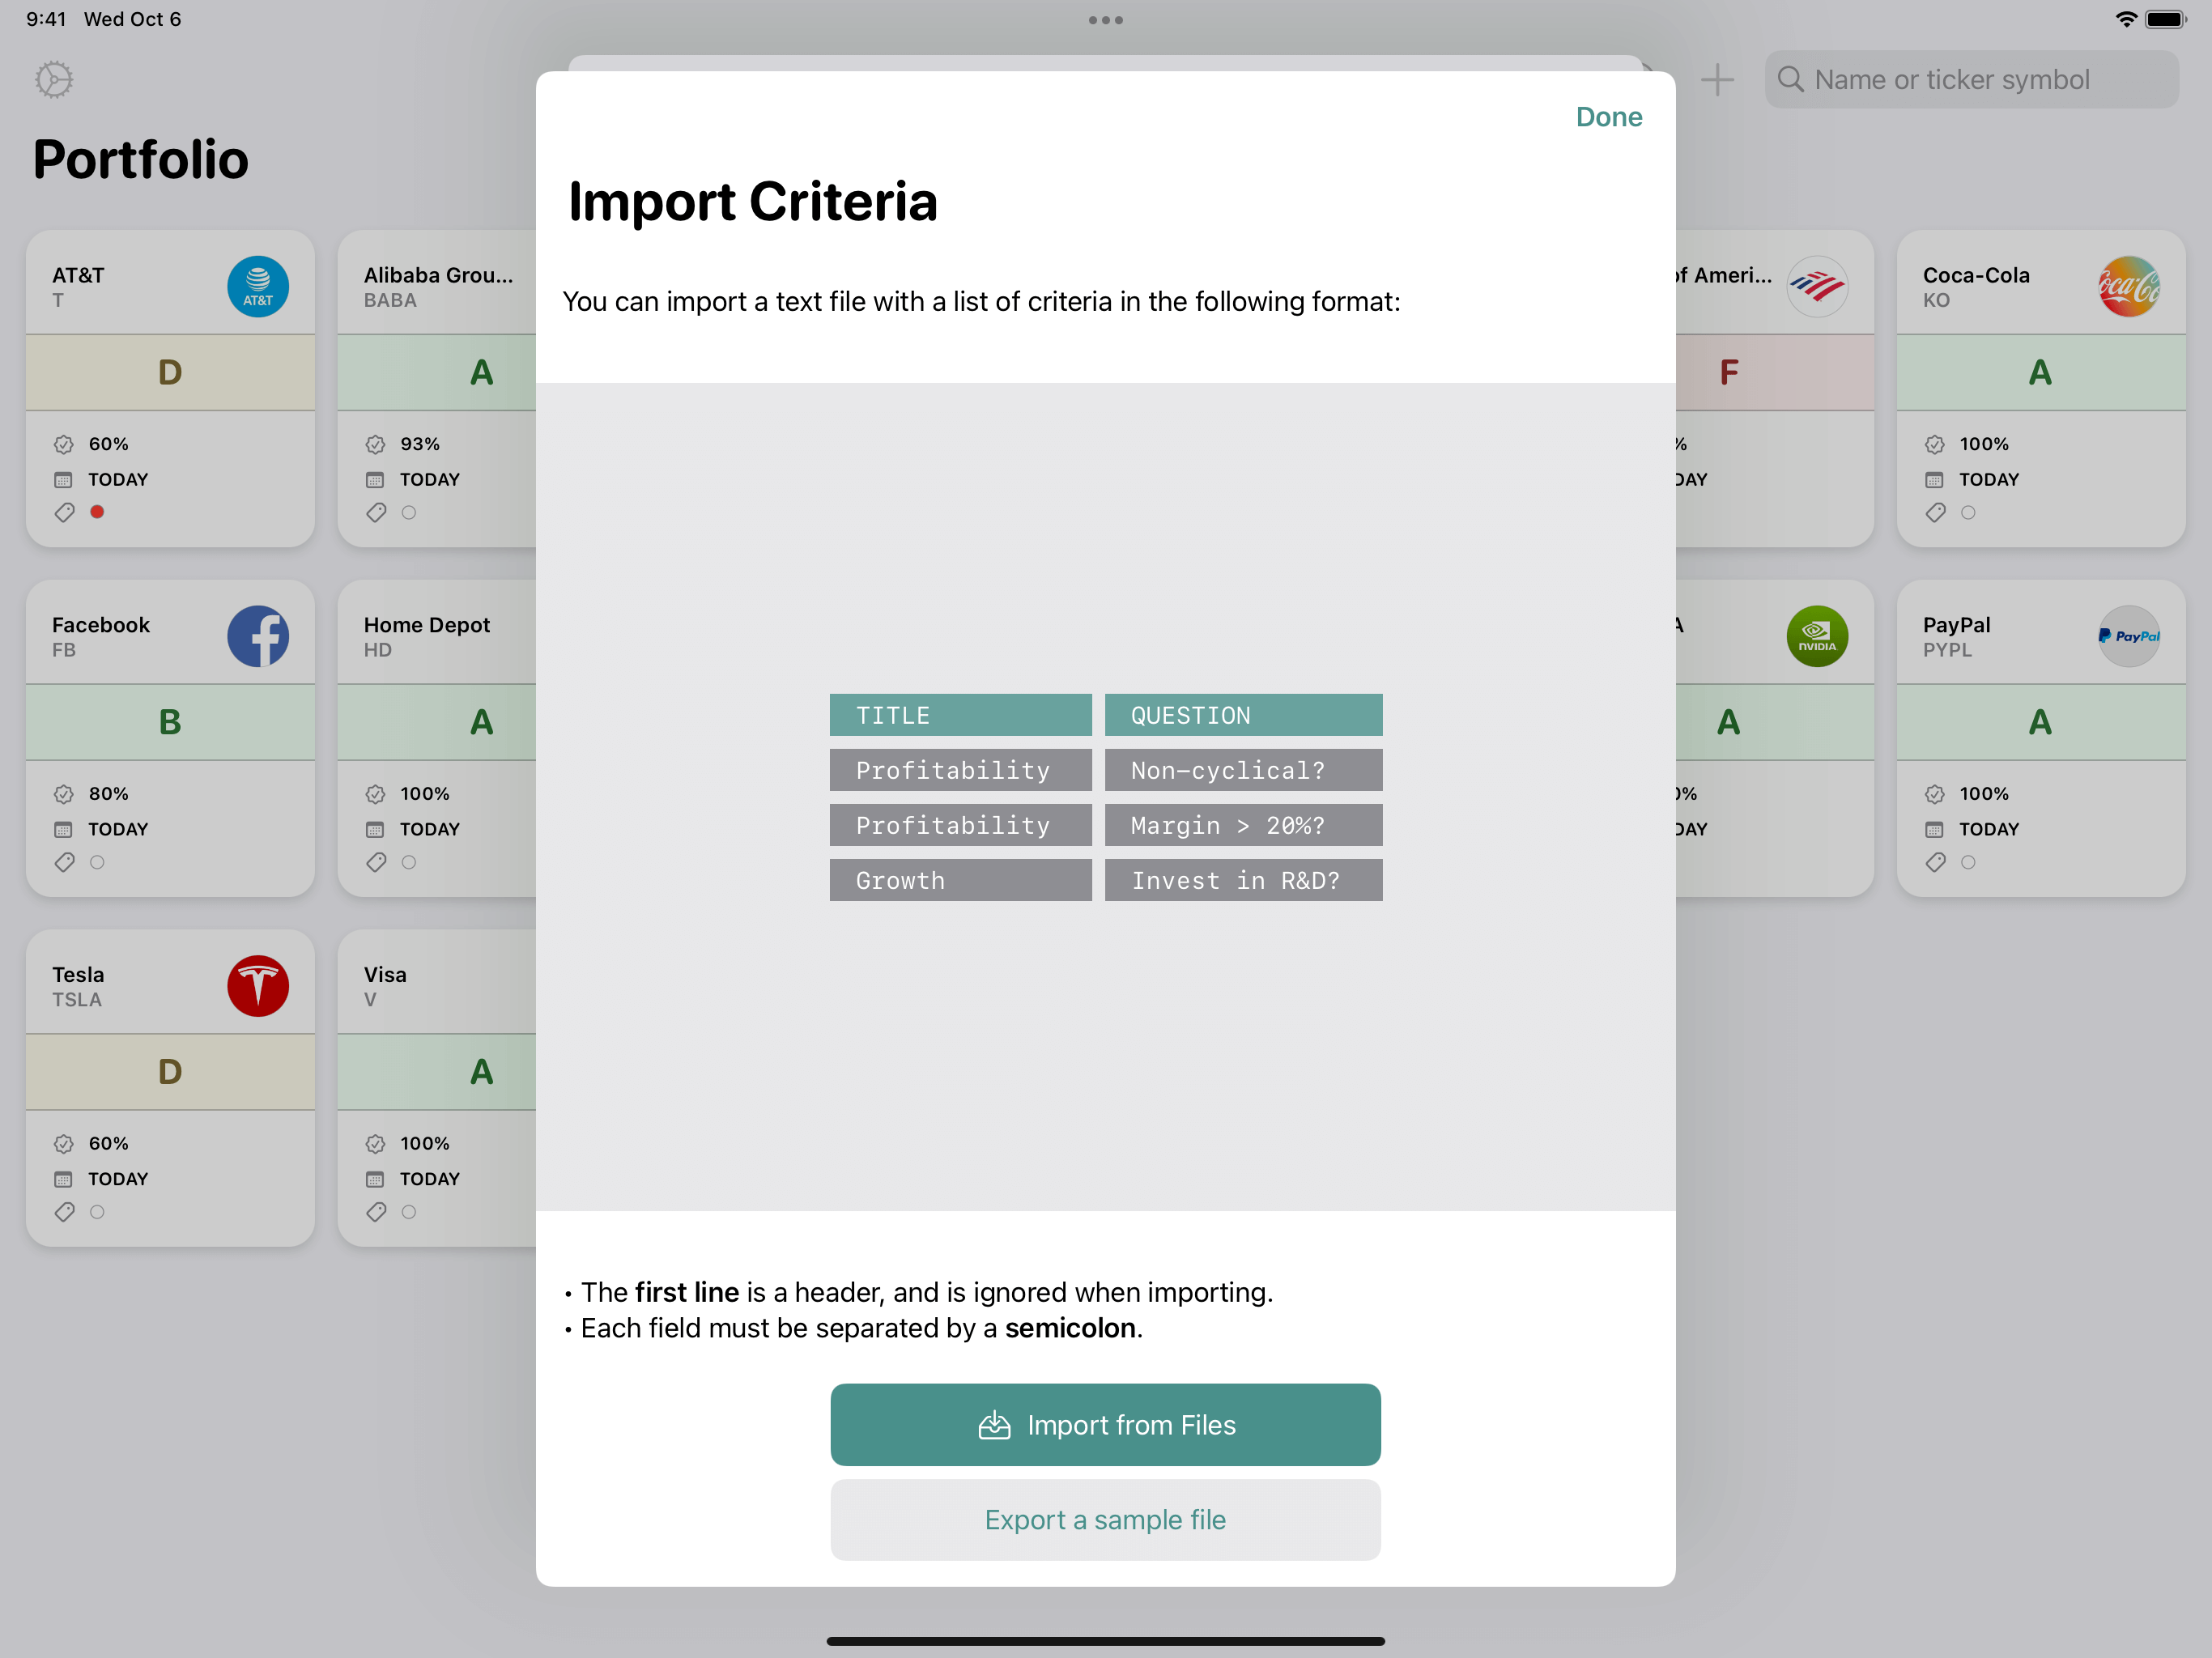 9:41 Wed Oct 6
Name or ticker symbol
Portfolio
Done
Import Criteria
You can import a text file with a list of criteria in the following format:
TITLE QUESTION
Profitability Non-cyclical?
Profitability Margin > 20%?
Growth Invest in R&D?
• The first line is a header, and is ignored when importing.
• Each field must be separated by a semicolon.
Import from Files
Export a sample file
AT&T
T
AT&T
D
60%
TODAY
Alibaba Grou...
BABA
A
93%
TODAY
of Ameri...
F
Coca-Cola
KO
Coca-Cola
A
100%
TODAY
Facebook
FB
B
80%
TODAY
Home Depot
HD
A
100%
TODAY
NVIDIA
A
PayPal
PYPL
PayPal
A
100%
TODAY
Tesla
TSLA
D
60%
TODAY
Visa
V
A
100%
TODAY